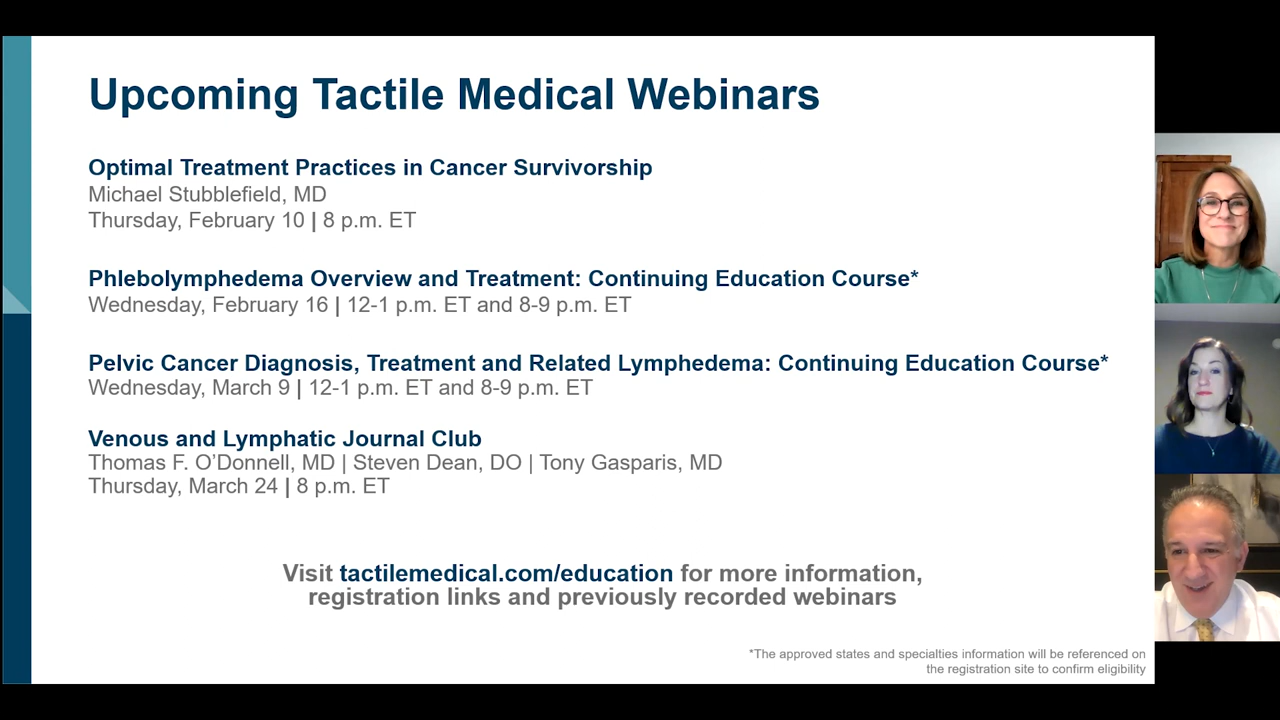 Upcoming Tactile Medical Webinars
Optimal Treatment Practices in Cancer Survivorship
Michael Stubblefield, MD
Thursday, February 10 | 8 p.m. ET
Phlebolymphedema Overview and Treatment: Continuing Education Course*
Wednesday, February 16 | 12-1 p.m. ET and 8-9 p.m. ET
Pelvic Cancer Diagnosis, Treatment and Related Lymphedema: Continuing Education Course*
Wednesday, March 9 | 12-1 p.m. ET and 8-9 p.m. ET
Venous and Lymphatic Journal Club
Thomas F. O’Donnell, MD | Steven Dean, DO | Tony Gasparis, MD
Thursday, March 24 | 8 p.m. ET
Visit tactilemedical.com/education for more information,
registration links and previously recorded webinars
*The approved states and specialties information will be referenced on
the registration site to confirm eligibility